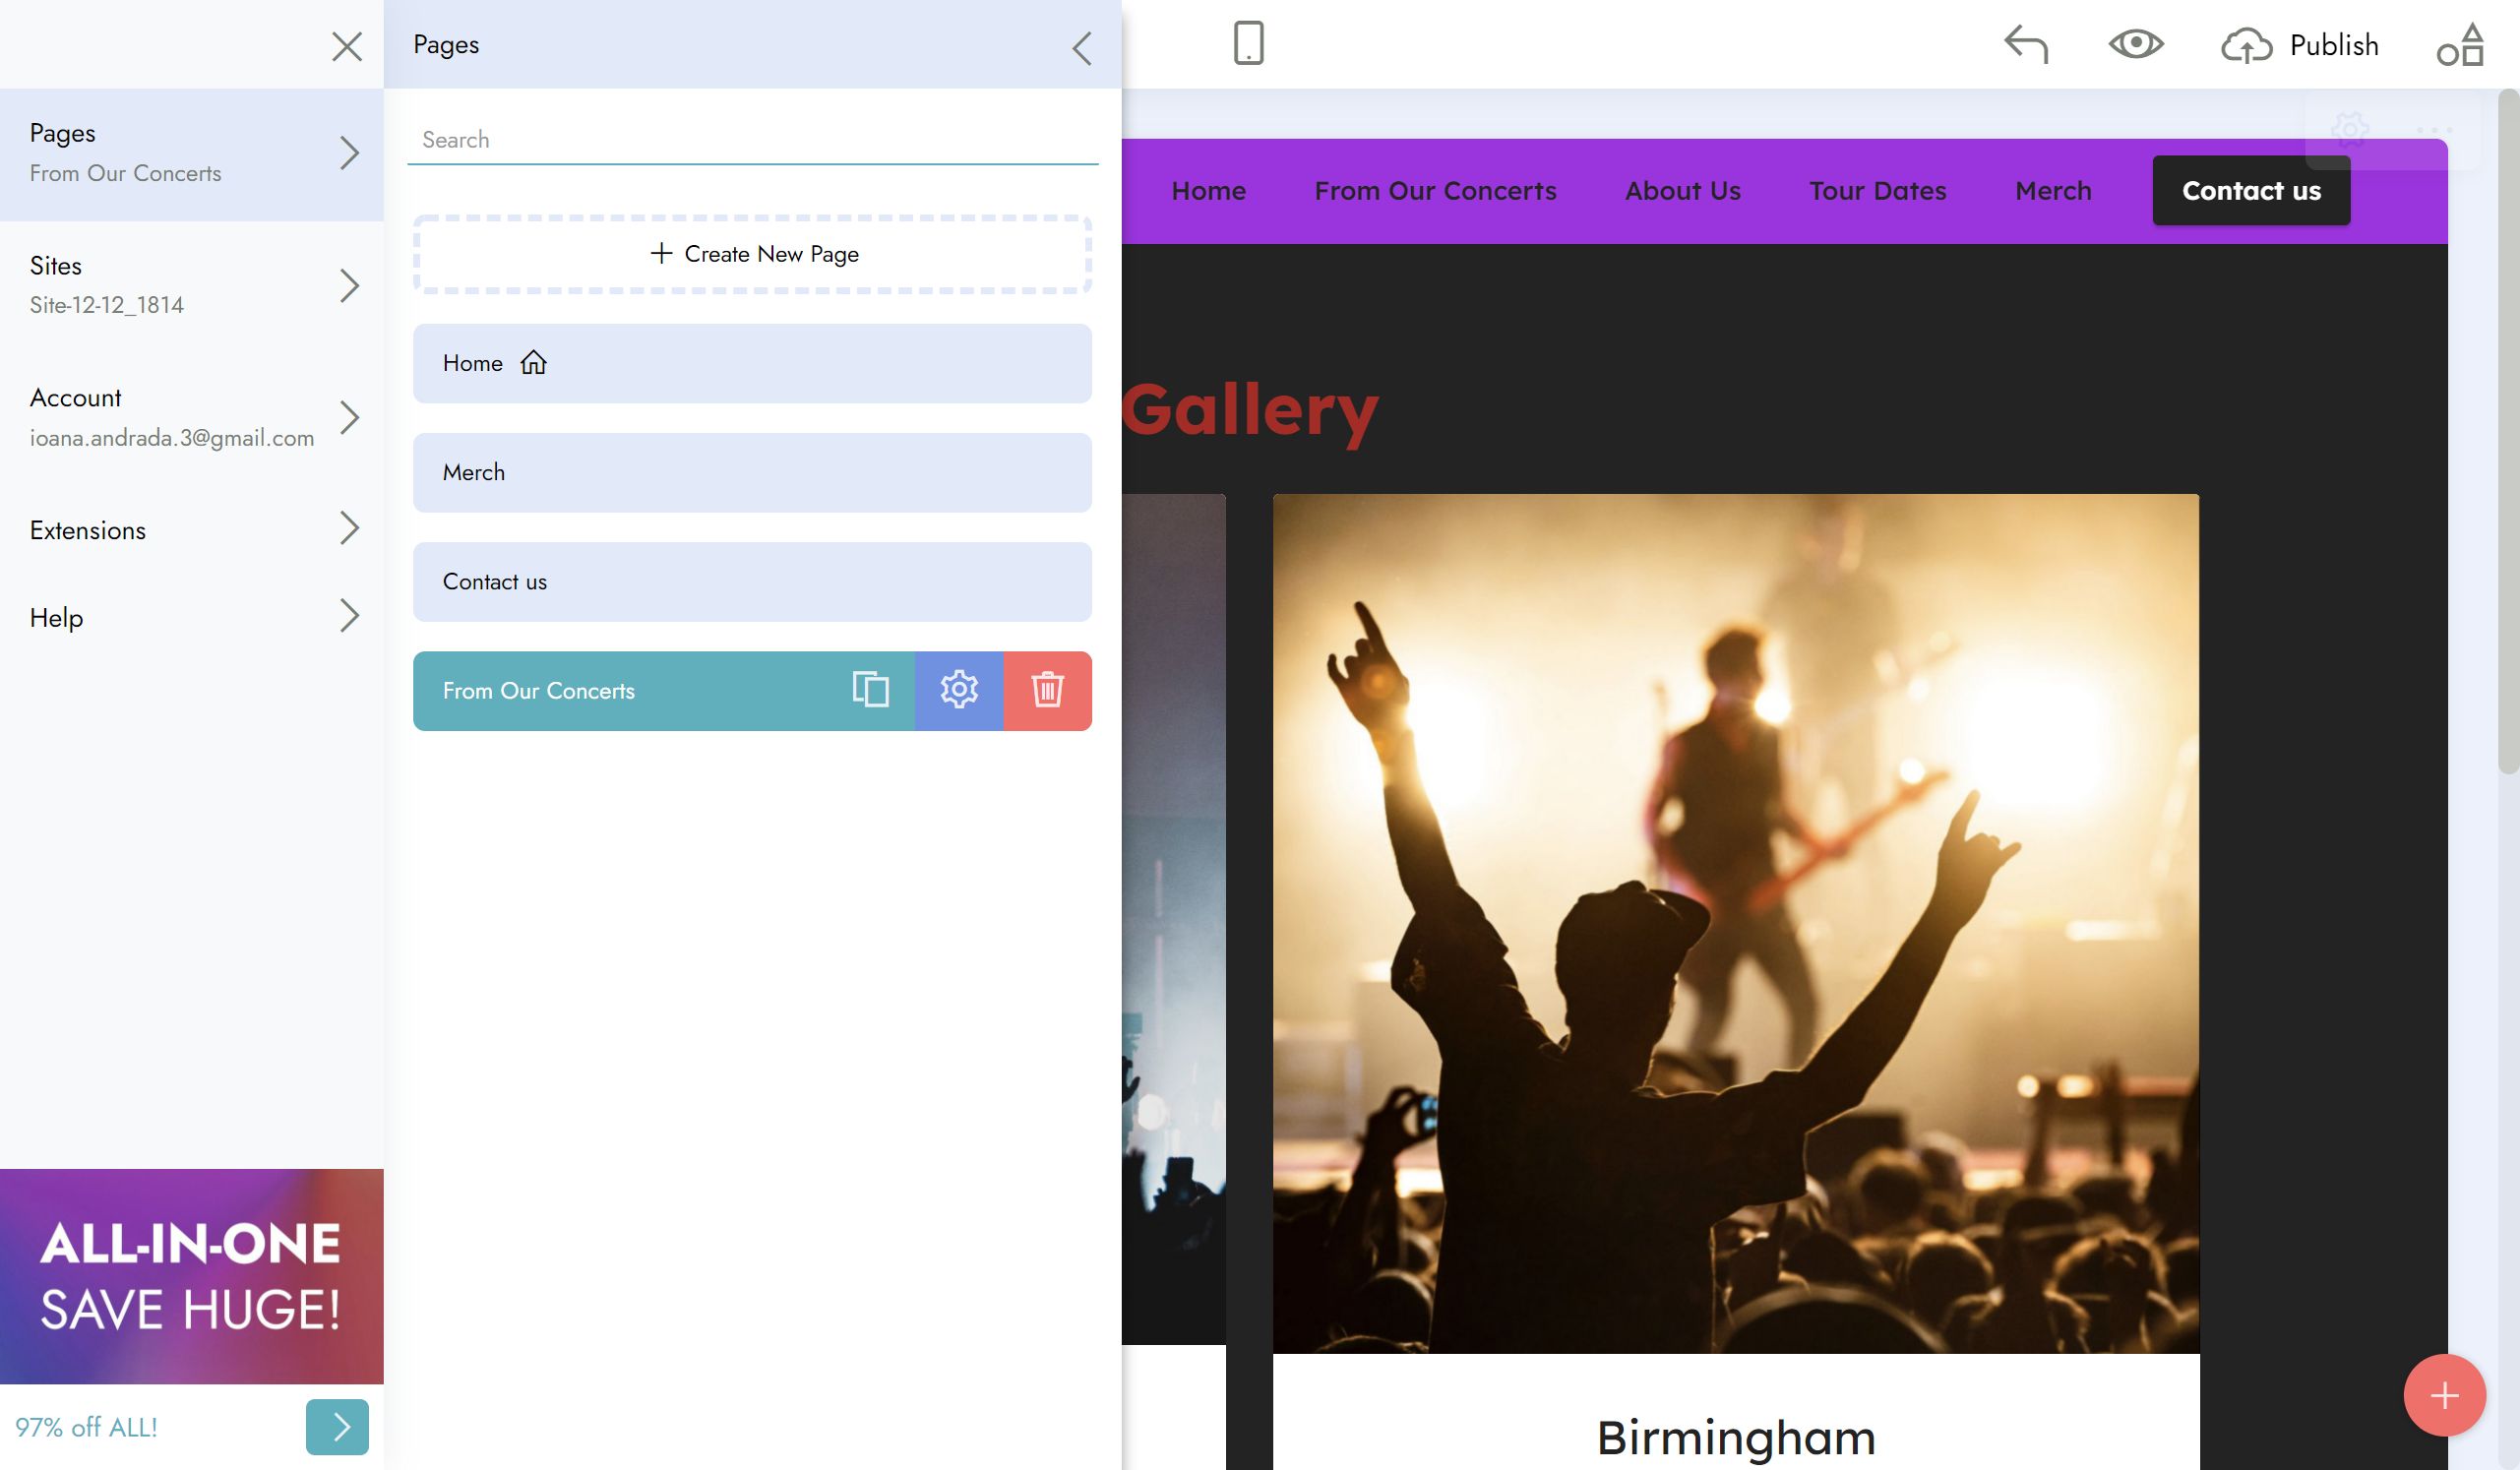 Pages
From Our Concerts
Sites
Site-12-12_1814
Account
ioana.andrada.3@gmail.com
Extensions
Help
ALL-IN-ONE
SAVE HUGE!
97% off ALL!
Pages
Search
Create New Page
Home
Merch
Contact us
From Our Concerts
Publish
Home From Our Concerts About Us Tour Dates Merch Contact us
Gallery
Birmingham